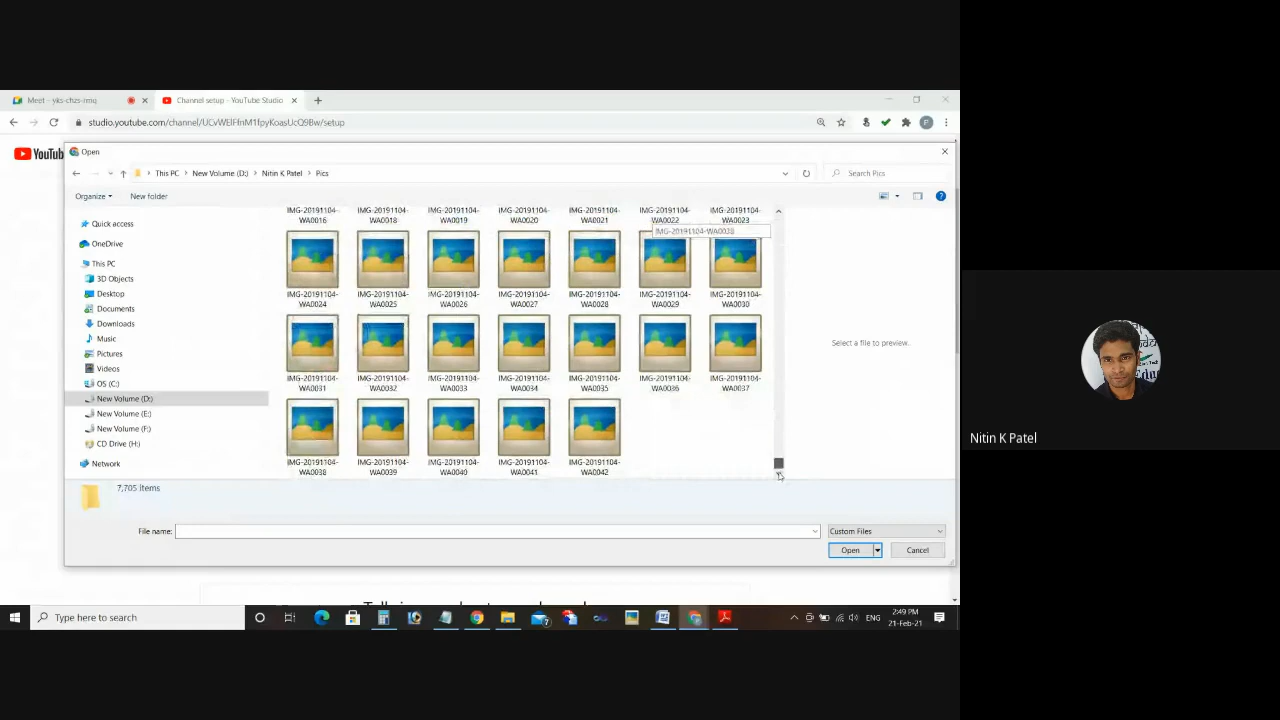 Meet - yks-chzs-rmq
Channel setup - YouTube Studio
studio.youtube.com/channel/UCvWElFfnM1fpyKoasUcQ9Bw/setup
YouTub
Open
This PC > New Volume (D:) > Nitin K Patel > Pics
Search Pics
Organize
New folder
Quick access
OneDrive
This PC
3D Objects
Desktop
Documents
Downloads
Music
Pictures
Videos
OS (C:)
New Volume (D:)
New Volume (E:)
New Volume (F:)
CD Drive (H:)
Network
IMG-20191104- IMG-20191104- IMG-20191104- IMG-20191104- IMG-20191104- IMG-20191104- IMG-20191104-
WA0016 WA0018 WA0019 WA0020 WA0021 WA0022 WA0023
IMG-20191104-WA0038
IMG-20191104- IMG-20191104- IMG-20191104- IMG-20191104- IMG-20191104- IMG-20191104- IMG-20191104-
WA0024 WA0025 WA0026 WA0027 WA0028 WA0029 WA0030
IMG-20191104- IMG-20191104- IMG-20191104- IMG-20191104- IMG-20191104- IMG-20191104- IMG-20191104-
WA0031 WA0032 WA0033 WA0034 WA0035 WA0036 WA0037
IMG-20191104- IMG-20191104- IMG-20191104- IMG-20191104- IMG-20191104-
WA0038 WA0039 WA0040 WA0041 WA0042
Select a file to preview.
7,705 items
File name:
Custom Files
Open
Cancel
Type here to search
ENG
2:49 PM
21-Feb-21
Nitin K Patel